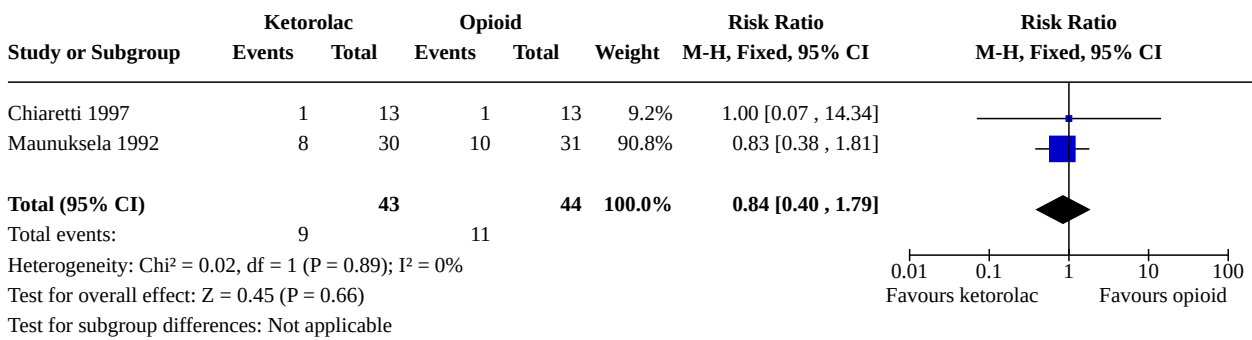 Ketorolac Opioid Risk Ratio Risk Ratio
Study or Subgroup Events Total Events Total Weight M-H, Fixed, 95% CI M-H, Fixed, 95% CI
Chiaretti 1997 1 13 1 13 9.2% 1.00 [0.07 , 14.34]
Maunuksela 1992 8 30 10 31 90.8% 0.83 [0.38 , 1.81]
Total (95% CI) 43 44 100.0% 0.84 [0.40 , 1.79]
Total events: 9 11
Heterogeneity: Chi² = 0.02, df = 1 (P = 0.89); I² = 0%
0.01 0.1 1 10 100
Test for overall effect: Z = 0.45 (P = 0.66)
Favours ketorolac Favours opioid
Test for subgroup differences: Not applicable